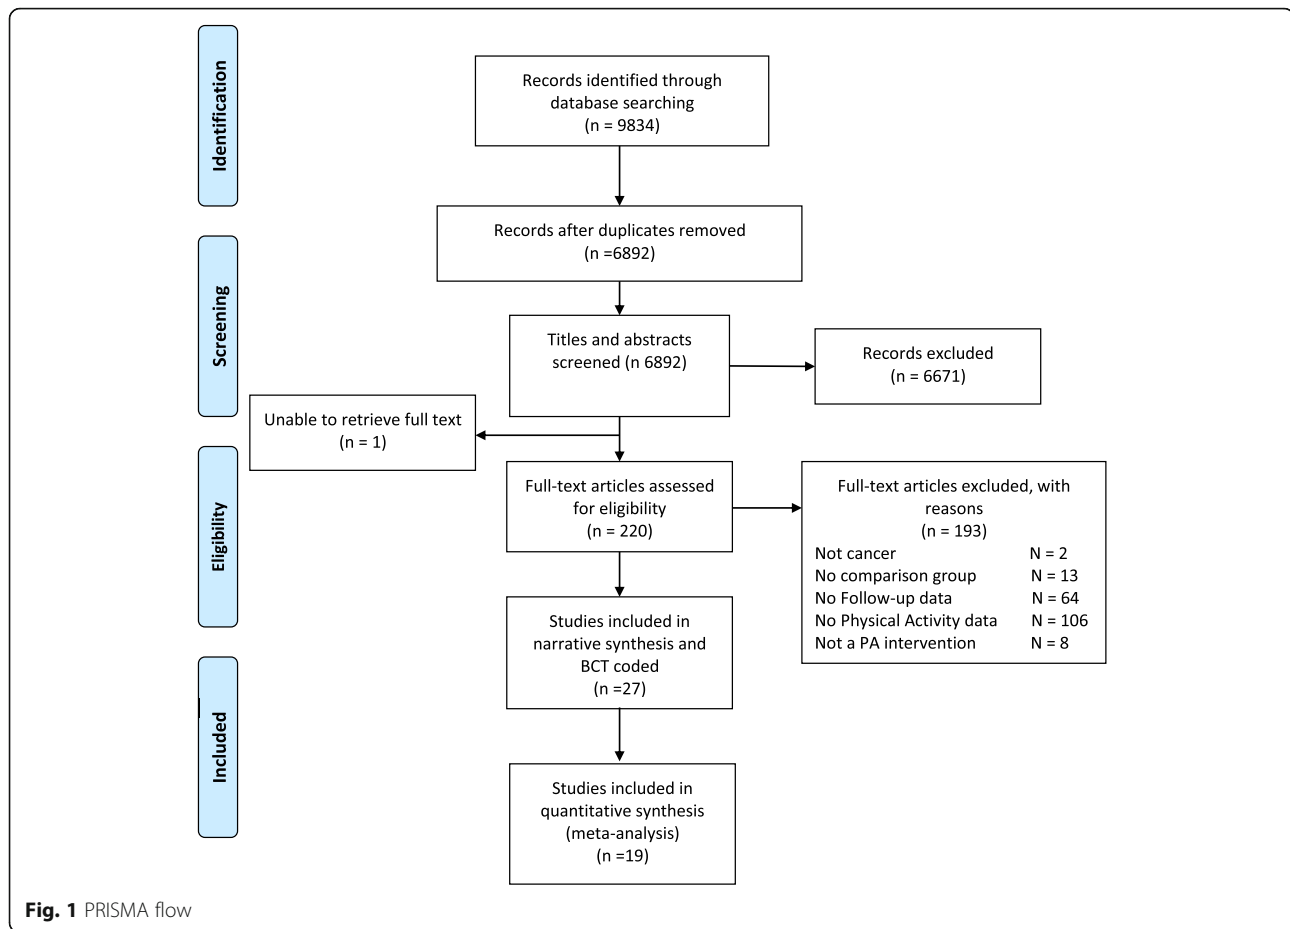 Identification
Records identified through
database searching
(n = 9834)
Records after duplicates removed
(n =6892)
Screening
Titles and abstracts
screened (n 6892)
Records excluded
(n = 6671)
Unable to retrieve full text
(n = 1)
Eligibility
Full-text articles assessed
for eligibility
(n = 220)
Full-text articles excluded, with
reasons
(n = 193)
Not cancer N = 2
No comparison group N = 13
No Follow-up data N = 64
No Physical Activity data N = 106
Not a PA intervention N = 8
Studies included in
narrative synthesis and
BCT coded
(n =27)
Included
Studies included in
quantitative synthesis
(meta-analysis)
(n =19)
Fig. 1 PRISMA flow